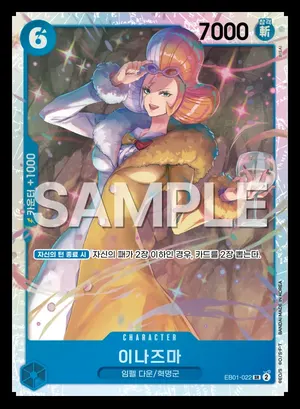 6
7000
참격
斬
카운터 +1000
SAMPLE
자신의 턴 종료 시 자신의 패가 2장 이하인 경우, 카드를 2장 뽑는다.
CHARACTER
이나즈마
임펠 다운/혁명군
EB01-022 R 2